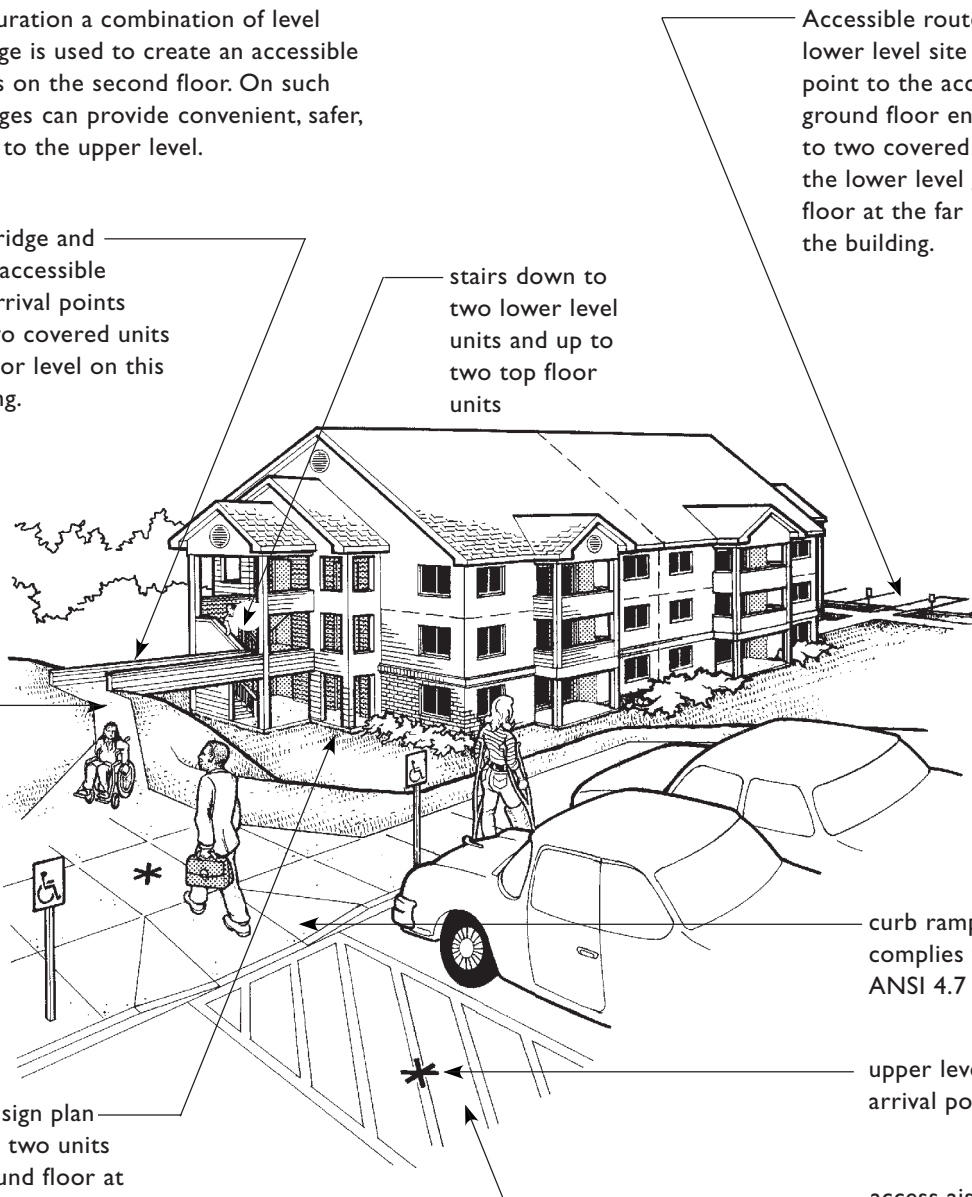 uration a combination of level
ge is used to create an accessible
s on the second floor. On such
ges can provide convenient, safer,
to the upper level.
ridge and
accessible
rrival points
o covered units
or level on this
g.
stairs down to
two lower level
units and up to
two top floor
units
Accessible route
lower level site
point to the acc
ground floor en
to two covered
the lower level
floor at the far
the building.
curb ramp
complies
ANSI 4.7
upper leve
arrival po
sign plan
two units
und floor at
access ais